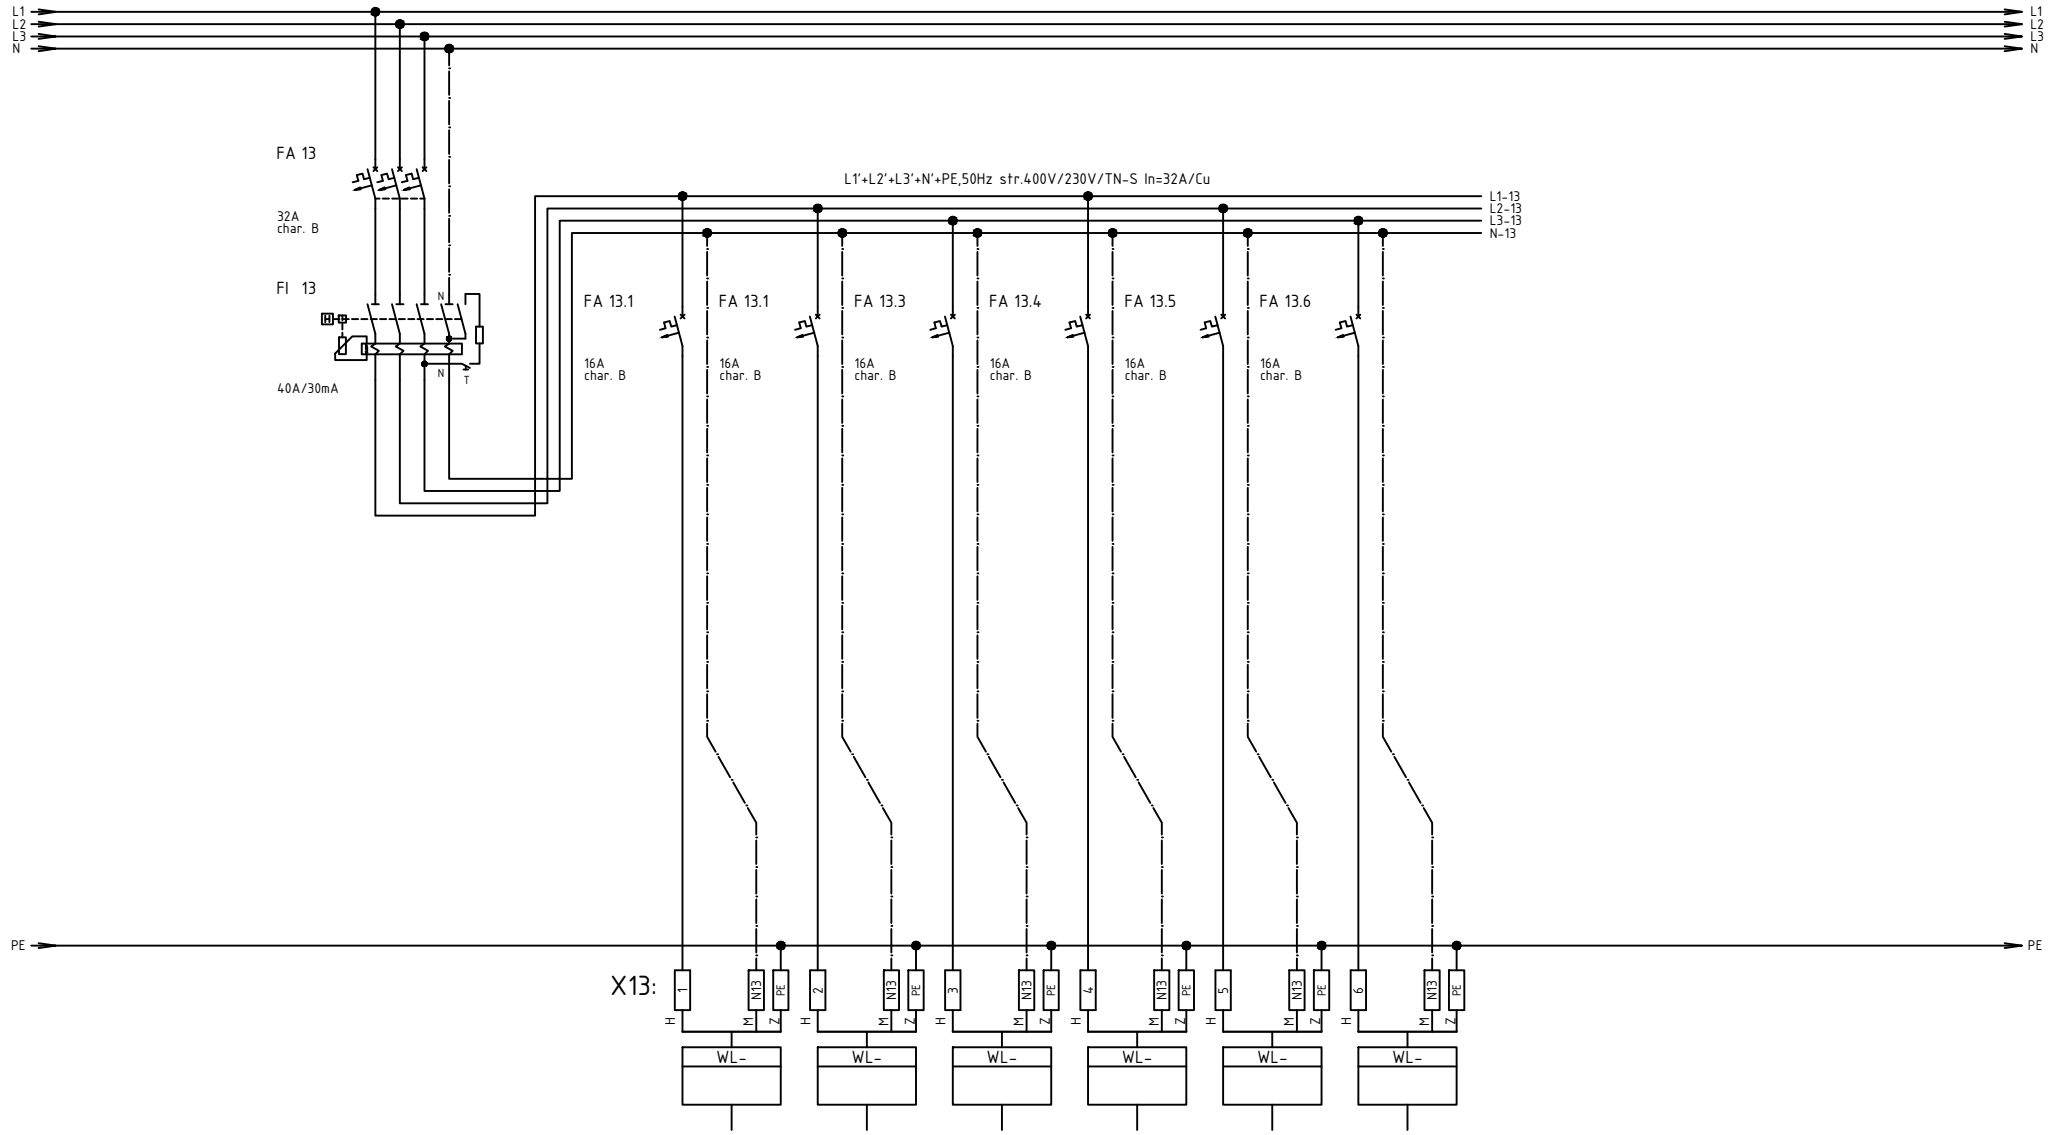 L1
L1
L2
L2
L3
L3
N
N
FA 13
32A
char. B
FI  13
40A/30mA
N
N
T
L1'+L2'+L3'+N'+PE,50Hz str.400V/230V/TN-S In=32A/Cu
L1-13
L2-13
L3-13
N-13
FA 13.1
FA 13.1
FA 13.3
FA 13.4
FA 13.5
FA 13.6
16A
char. B
16A
char. B
16A
char. B
16A
char. B
16A
char. B
16A
char. B
PE
PE
X13:
1
N13
PE
2
N13
PE
3
N13
PE
4
N13
PE
5
N13
PE
6
N13
PE
H
M
Z
H
M
Z
H
M
Z
H
M
Z
H
M
Z
H
M
Z
WL-
WL-
WL-
WL-
WL-
WL-